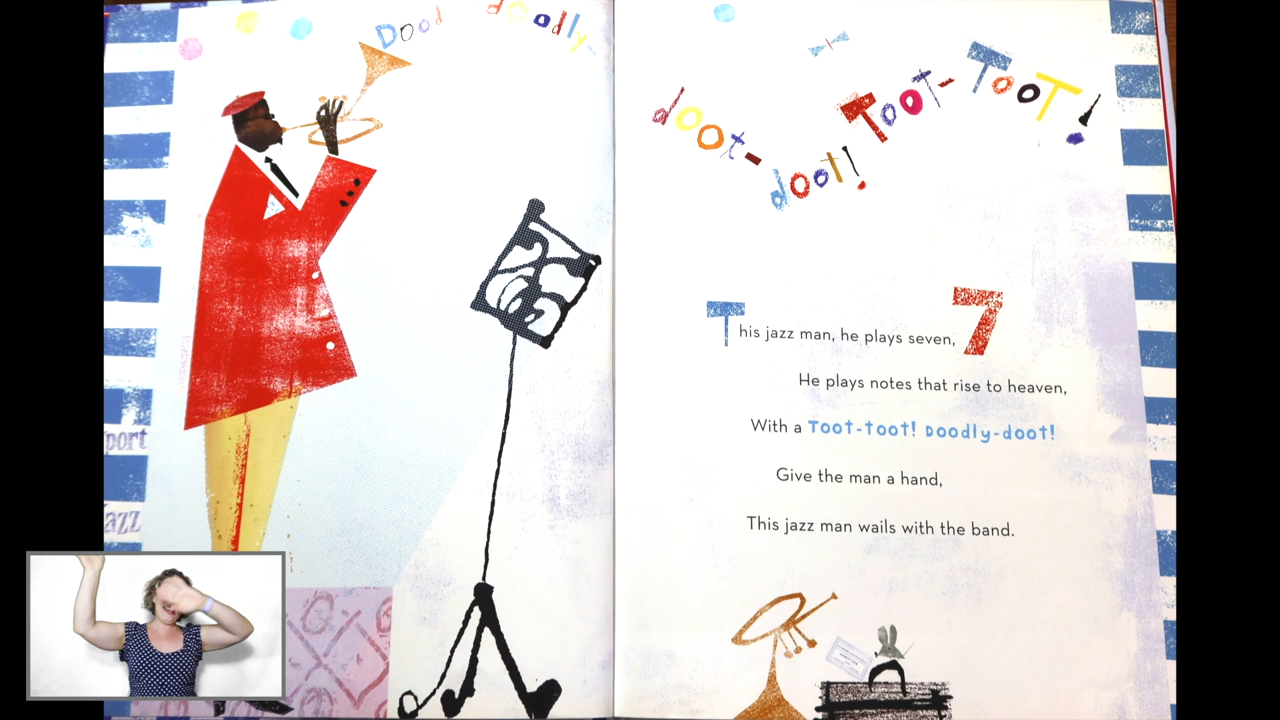 Dood doodly-
doot-doot! Toot-TooT!
This jazz man, he plays seven, 7
He plays notes that rise to heaven,
With a Toot-toot! Doodly-doot!
Give the man a hand,
This jazz man wails with the band.
port
Jazz